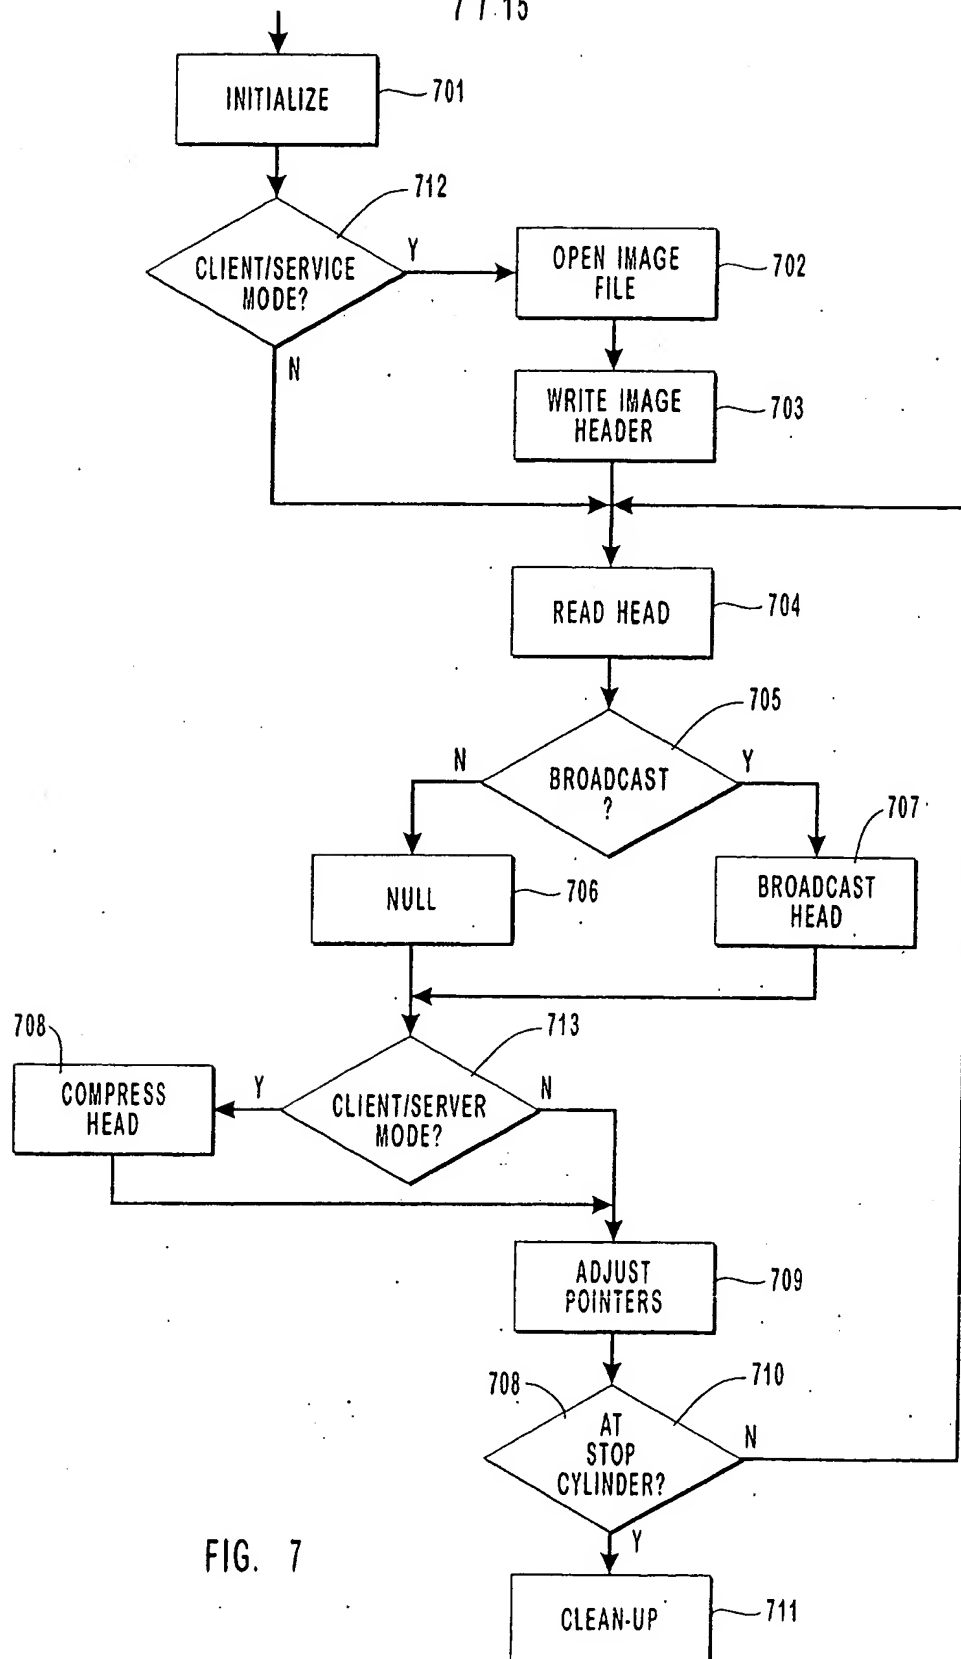 7 7.15
INITIALIZE
701
712
CLIENT/SERVICE
MODE?
Y
N
OPEN IMAGE
FILE
702
WRITE IMAGE
HEADER
703
READ HEAD
704
705
BROADCAST
?
N
Y
NULL
706
707
BROADCAST
HEAD
713
CLIENT/SERVER
MODE?
Y
N
708
COMPRESS
HEAD
ADJUST
POINTERS
709
708
710
AT
STOP
CYLINDER?
N
Y
FIG. 7
CLEAN-UP
711